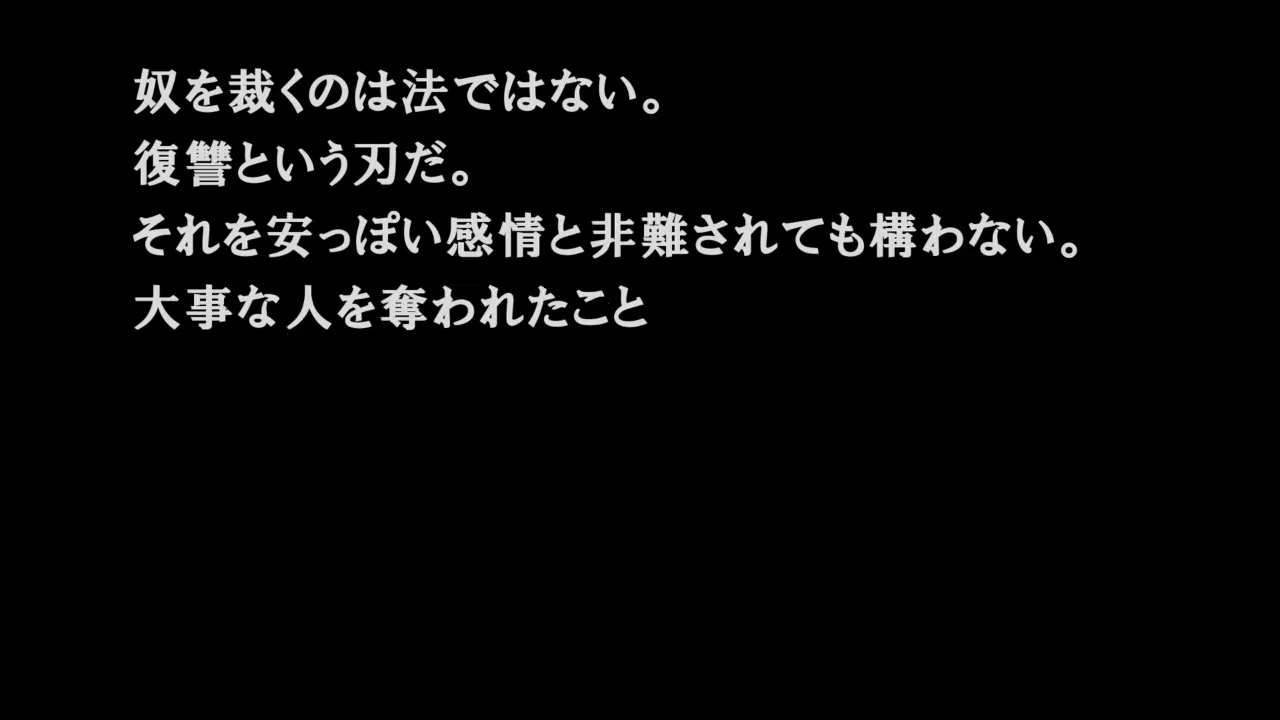 奴を裁くのは法ではない。
復讐という刃だ。
それを安っぽい感情と非難されても構わない。
大事な人を奪われたこと